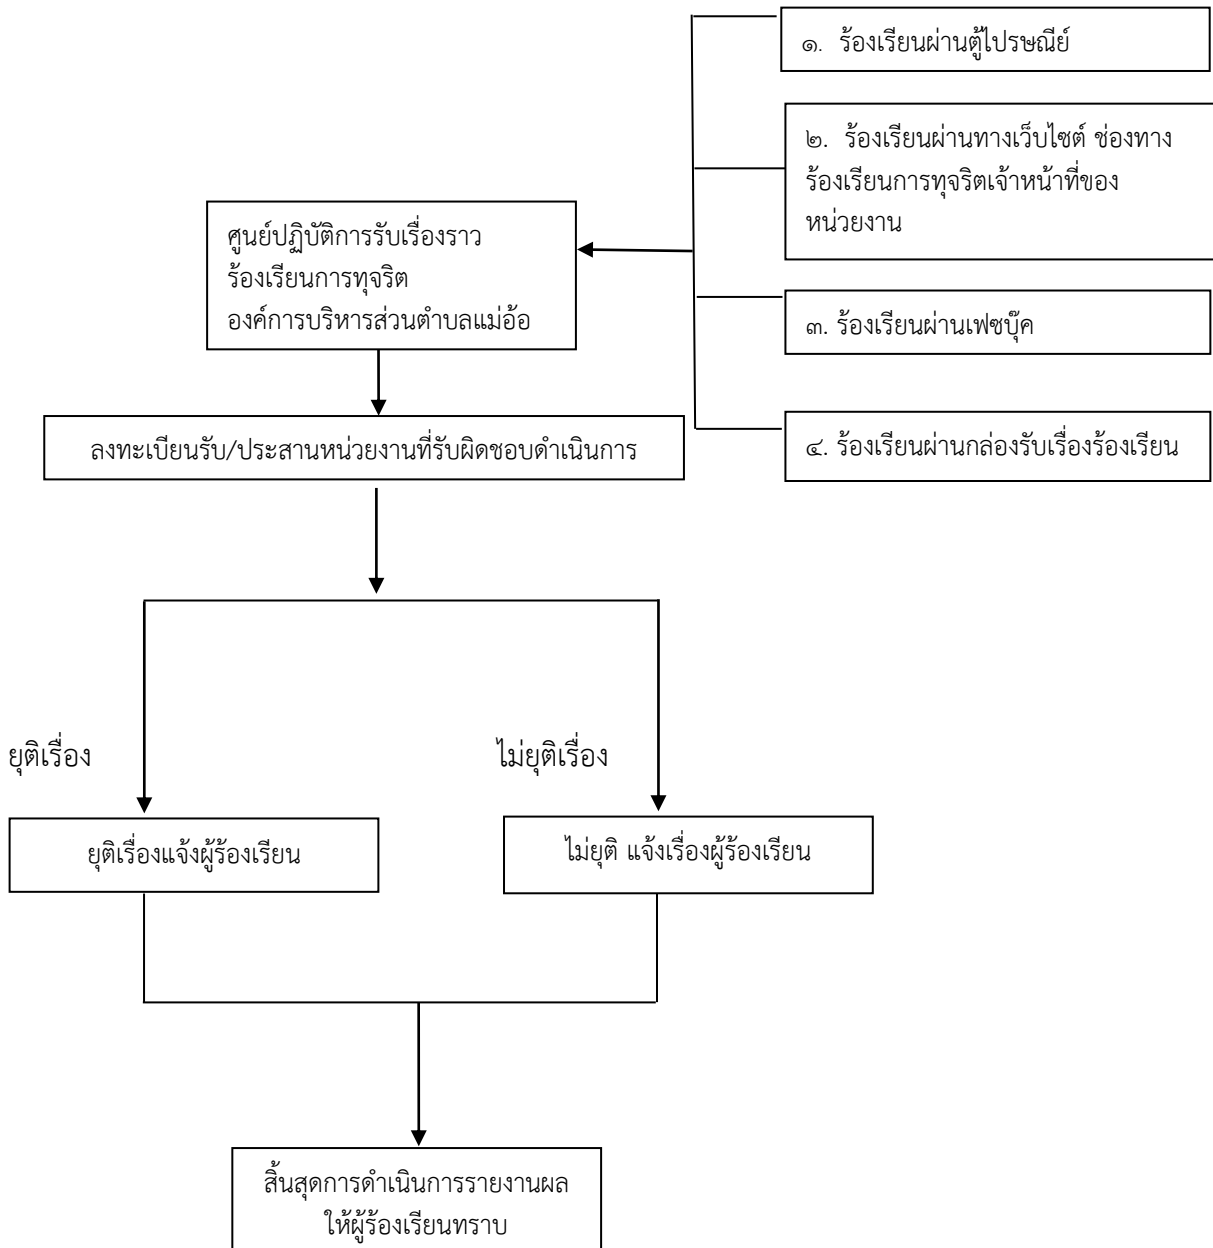 ๑. ร้องเรียนผ่านตู้ไปรษณีย์
๒. ร้องเรียนผ่านทางเว็บไซต์ ช่องทาง
ร้องเรียนการทุจริตเจ้าหน้าที่ของ
หน่วยงาน
ศูนย์ปฏิบัติการรับเรื่องราว
ร้องเรียนการทุจริต
องค์การบริหารส่วนตำบลแม่อ้อ
๓. ร้องเรียนผ่านเฟซบุ๊ค
๔. ร้องเรียนผ่านกล่องรับเรื่องร้องเรียน
ลงทะเบียนรับ/ประสานหน่วยงานที่รับผิดชอบดำเนินการ
ยุติเรื่อง
ไม่ยุติเรื่อง
ยุติเรื่องแจ้งผู้ร้องเรียน
ไม่ยุติ แจ้งเรื่องผู้ร้องเรียน
สิ้นสุดการดำเนินการรายงานผล
ให้ผู้ร้องเรียนทราบ